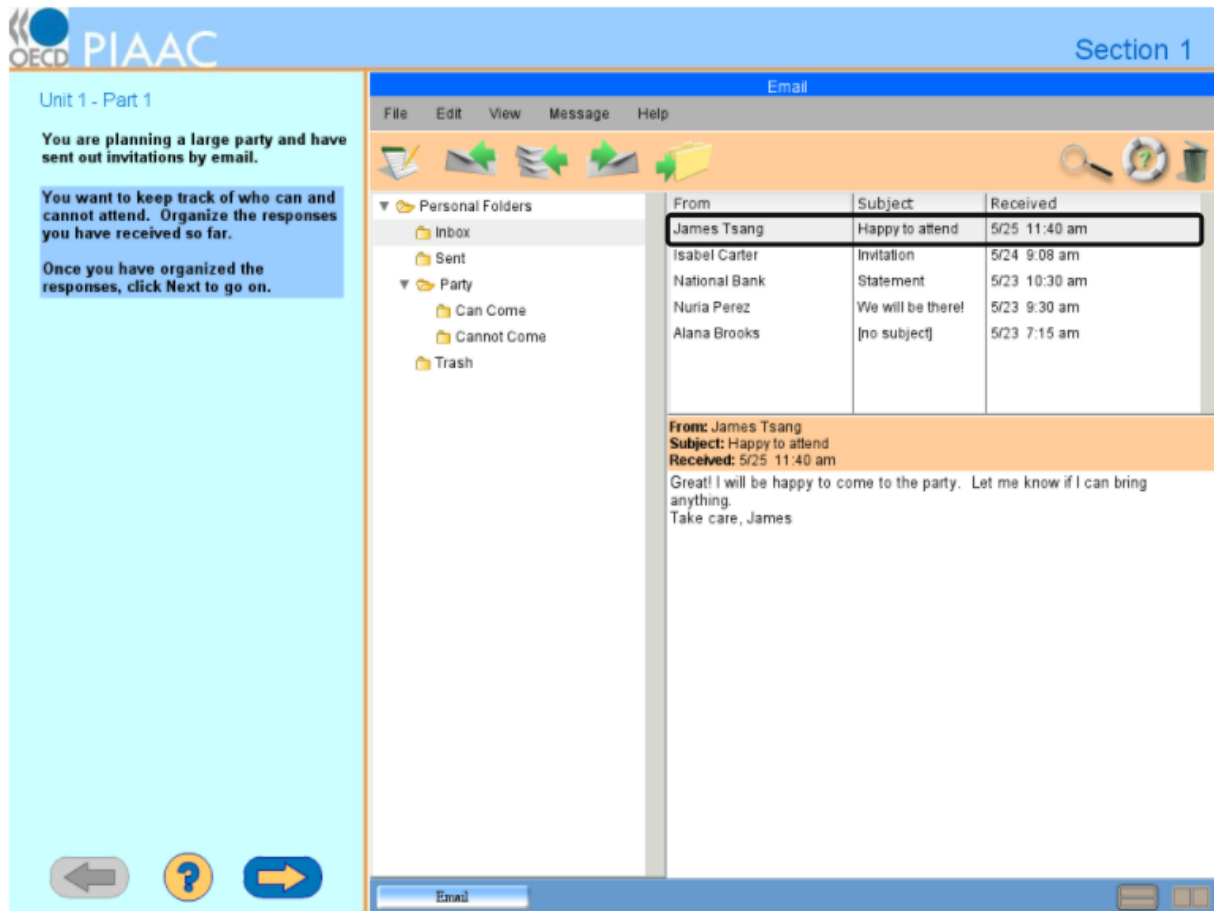 OECD PIAAC
Section 1
Unit 1 - Part 1
You are planning a large party and have
sent out invitations by email.
You want to keep track of who can and
cannot attend. Organize the responses
you have received so far.
Once you have organized the
responses, click Next to go on.
?
Email
File Edit View Message Help
?
Personal Folders
Inbox
Sent
Party
Can Come
Cannot Come
Trash
From Subject Received
James Tsang Happy to attend 5/25 11:40 am
Isabel Carter Invitation 5/24 9:08 am
National Bank Statement 5/23 10:30 am
Nuria Perez We will be there! 5/23 9:30 am
Alana Brooks [no subject] 5/23 7:15 am
From: James Tsang
Subject: Happy to attend
Received: 5/25 11:40 am
Great! I will be happy to come to the party. Let me know if I can bring
anything.
Take care, James
Email